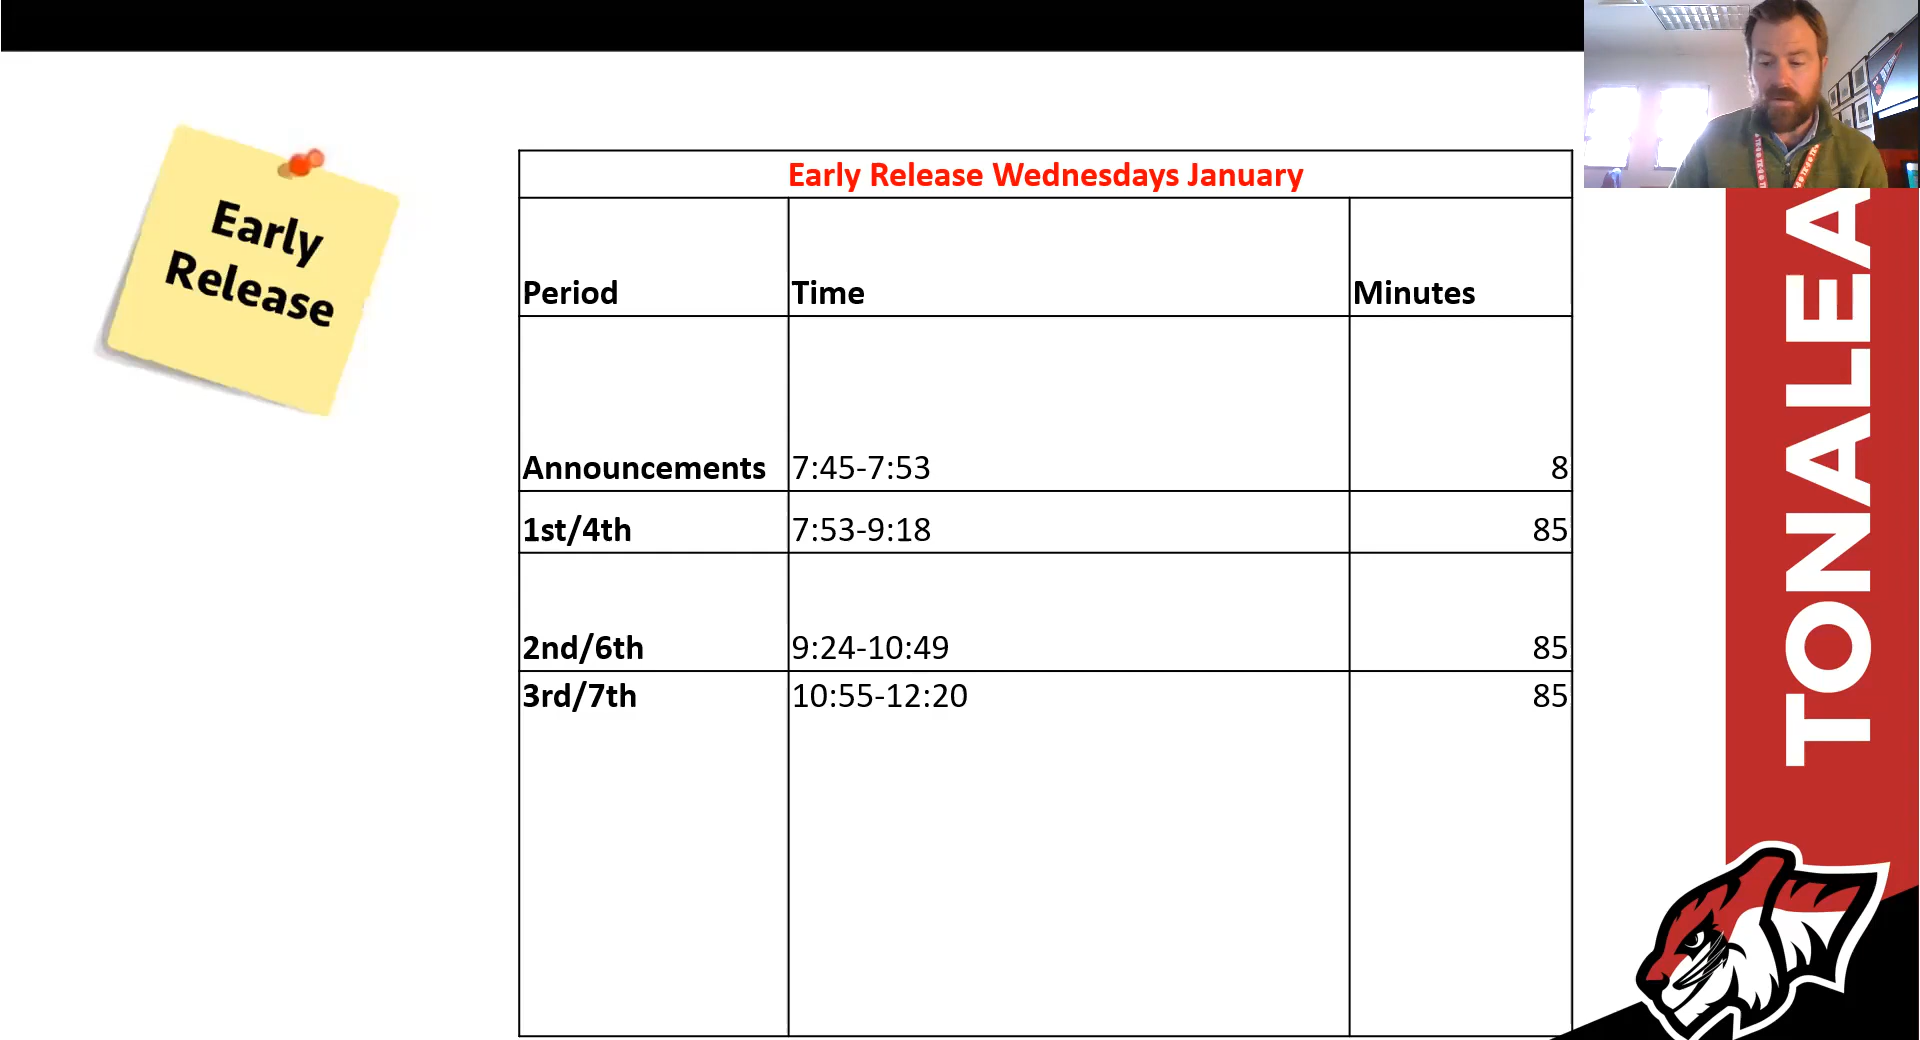 Early
Release
Early Release Wednesdays January
Period Time Minutes
Announcements 7:45-7:53 8
1st/4th 7:53-9:18 85
2nd/6th 9:24-10:49 85
3rd/7th 10:55-12:20 85
TONALEA